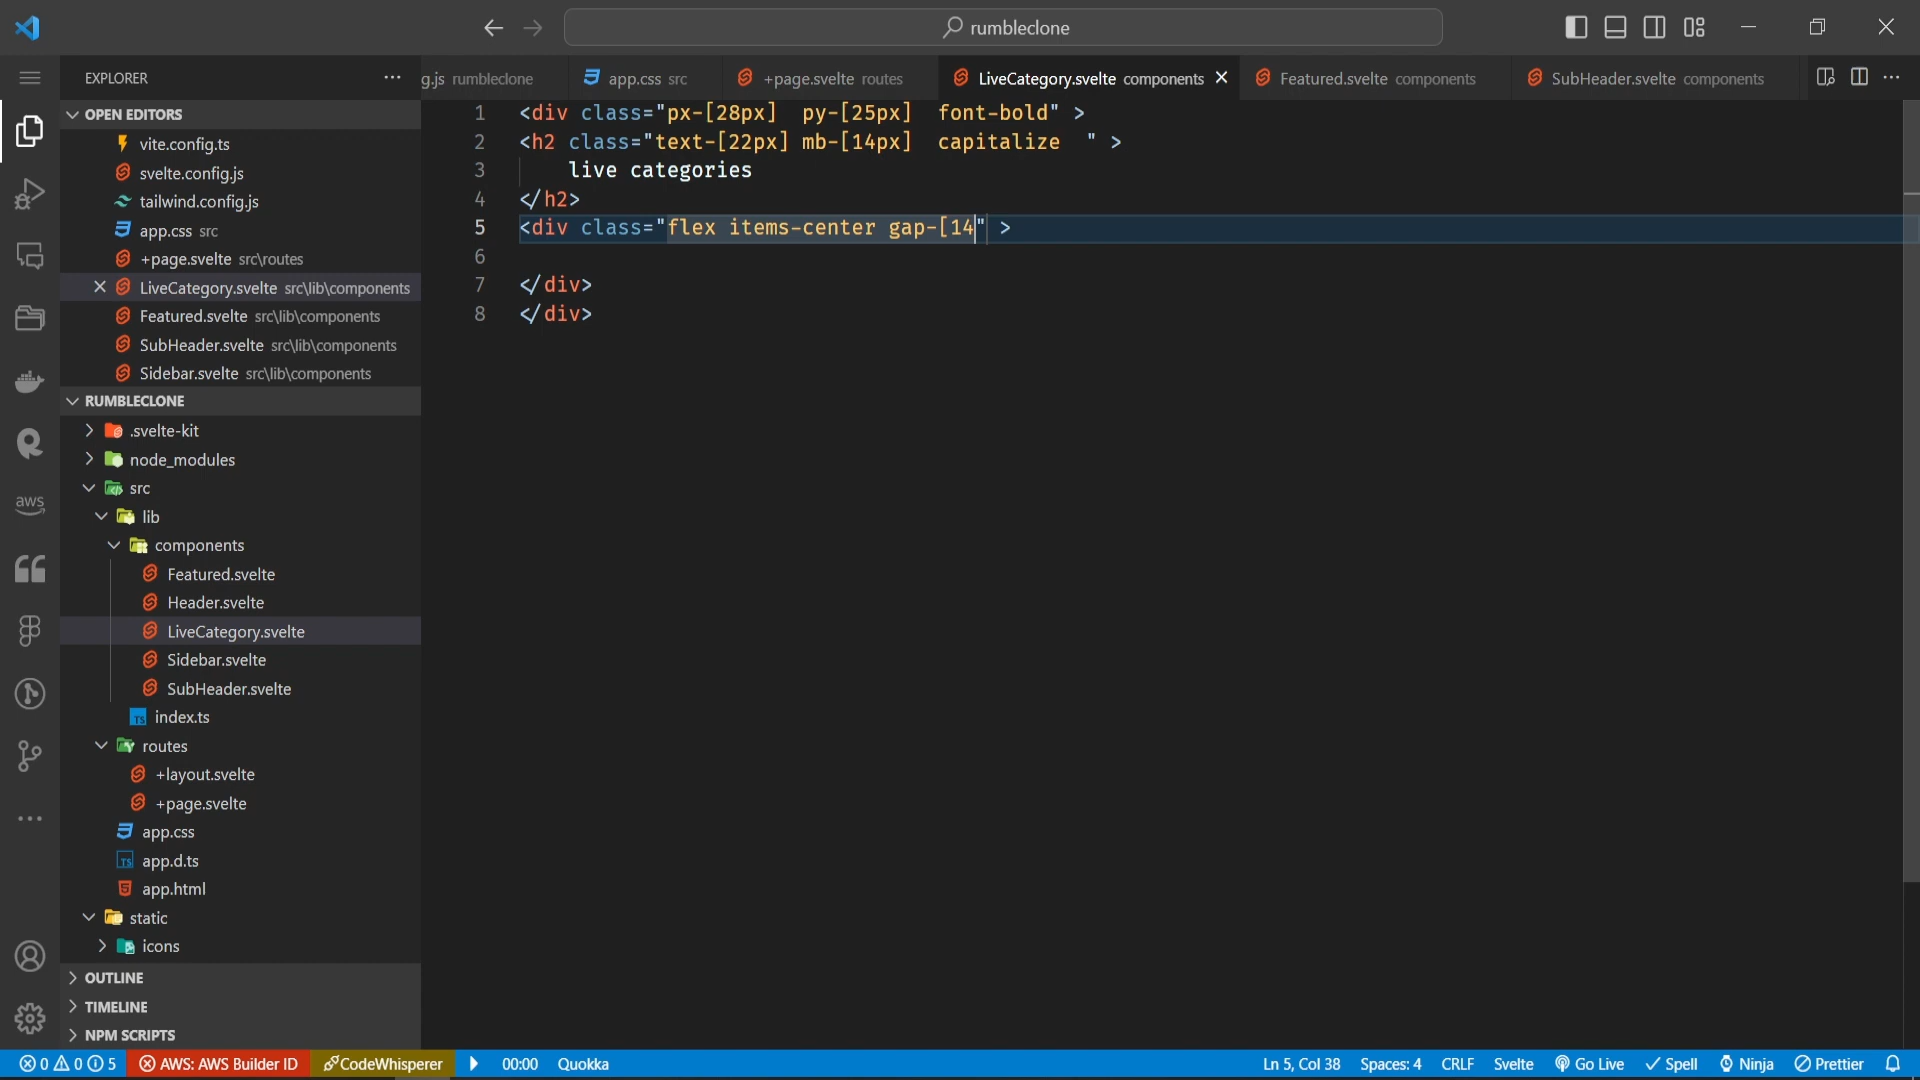 rumbleclone
EXPLORER
g.js rumbleclone
app.css src
+page.svelte routes
LiveCategory.svelte components
Featured.svelte components
SubHeader.svelte components
OPEN EDITORS
vite.config.ts
svelte.config.js
tailwind.config.js
app.css src
+page.svelte src\routes
LiveCategory.svelte src\lib\components
Featured.svelte src\lib\components
SubHeader.svelte src\lib\components
Sidebar.svelte src\lib\components
RUMBLECLONE
.svelte-kit
node_modules
src
lib
components
Featured.svelte
Header.svelte
LiveCategory.svelte
Sidebar.svelte
SubHeader.svelte
TS index.ts
routes
+layout.svelte
+page.svelte
app.css
TS app.d.ts
app.html
static
icons
OUTLINE
TIMELINE
NPM SCRIPTS
aws
1 <div class="px-[28px]  py-[25px]  font-bold" >
2 <h2 class="text-[22px] mb-[14px]  capitalize  " >
3     live categories
4 </h2>
5 <div class="flex items-center gap-[14" >
6
7 </div>
8 </div>
0 0 5 AWS: AWS Builder ID CodeWhisperer 00:00 Quokka Ln 5, Col 38 Spaces: 4 CRLF Svelte Go Live Spell Ninja Prettier